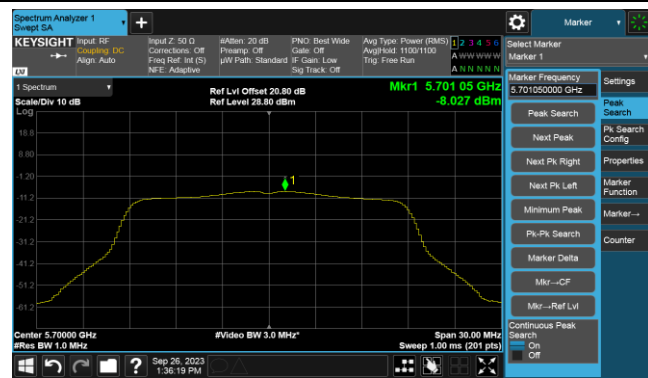 Spectrum Analyzer 1
Swept SA
+
Marker
KEYSIGHT
Input: RF
Coupling: DC
Align: Auto
Input Z: 50 Ω
Corrections: Off
Freq Ref: Int (S)
NFE: Adaptive
#Atten: 20 dB
Preamp: Off
µW Path: Standard
PNO: Best Wide
Gate: Off
IF Gain: Low
Sig Track: Off
Avg Type: Power (RMS)
Avg|Hold: 1100/1100
Trig: Free Run
1 2 3 4 5 6
A W W W W W
A N N N N N
LXI
Select Marker
Marker 1
1 Spectrum
Scale/Div 10 dB
Log
Ref Lvl Offset 20.80 dB
Ref Level 28.80 dBm
Mkr1 5.701 05 GHz
-8.027 dBm
18.8
8.80
-1.20
-11.2
-21.2
-31.2
-41.2
-51.2
-61.2
1
Center 5.70000 GHz
#Res BW 1.0 MHz
#Video BW 3.0 MHz*
Span 30.00 MHz
Sweep 1.00 ms (201 pts)
Marker Frequency
5.701050000 GHz
Peak Search
Next Peak
Next Pk Right
Next Pk Left
Minimum Peak
Pk-Pk Search
Marker Delta
Mkr→CF
Mkr→Ref Lvl
Continuous Peak
Search
On
Off
Settings
Peak
Search
Pk Search
Config
Properties
Marker
Function
Marker→
Counter
?
Sep 26, 2023
1:36:19 PM